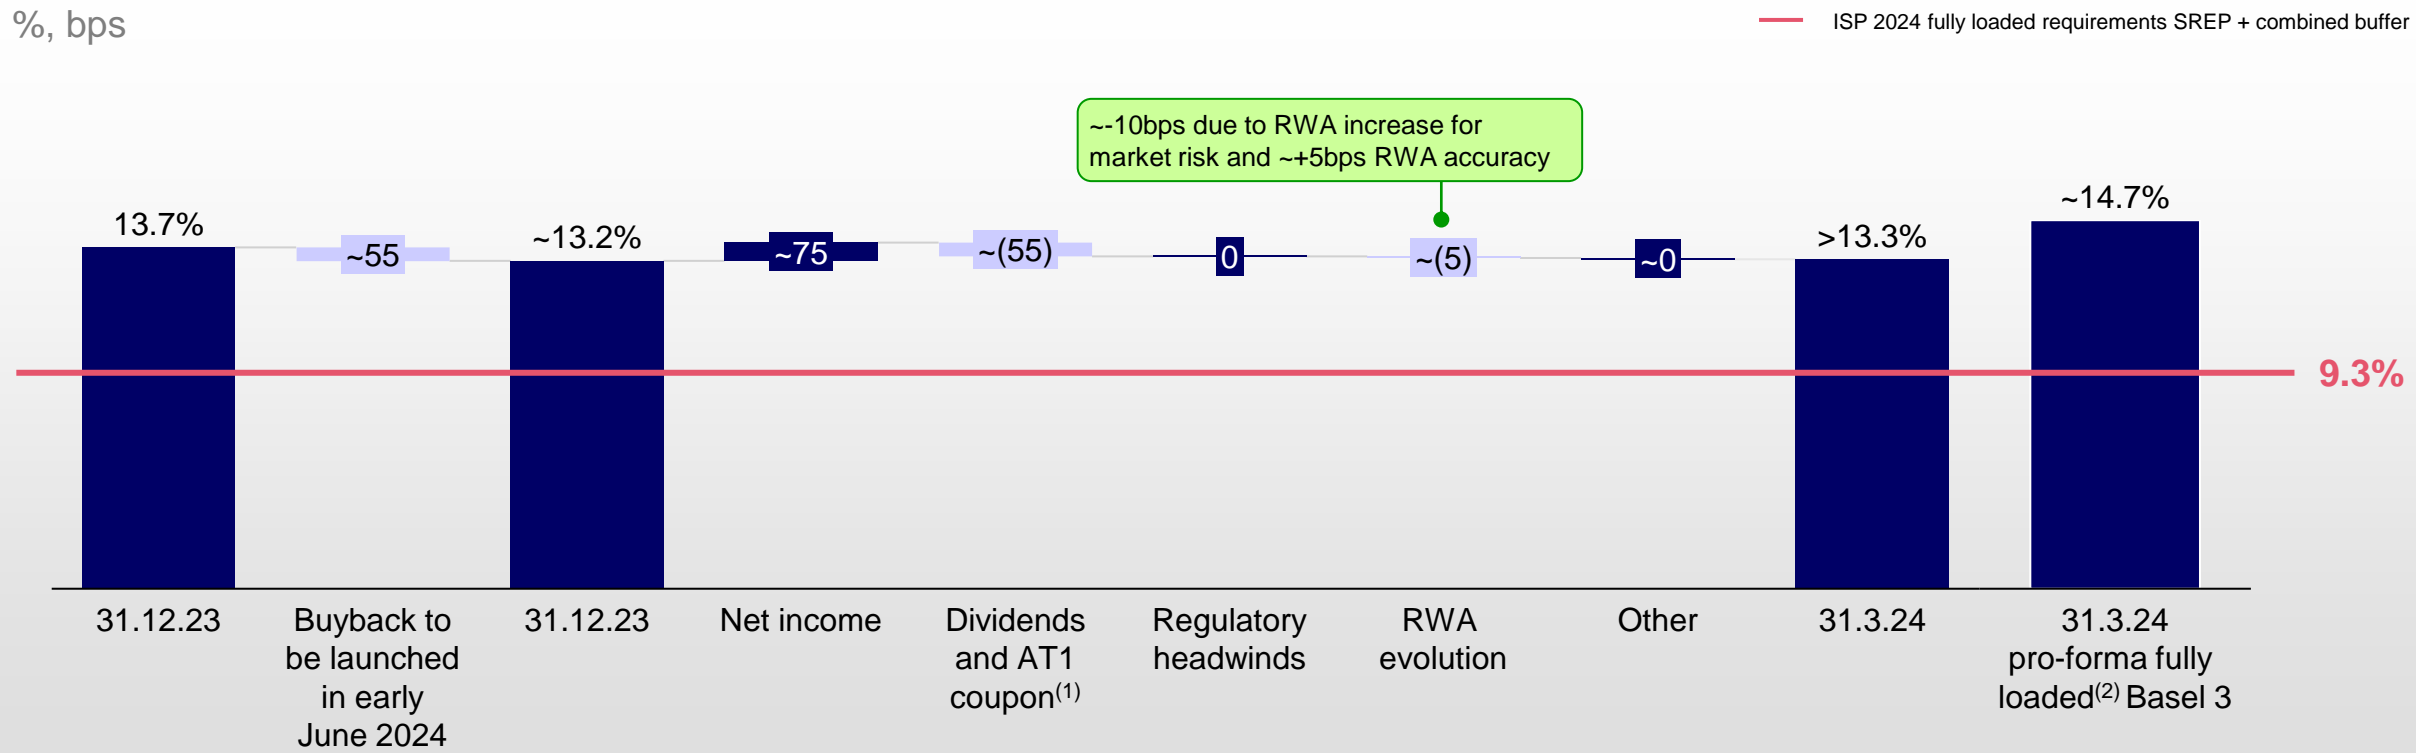 %, bps
ISP 2024 fully loaded requirements SREP + combined buffer
~-10bps due to RWA increase for
market risk and ~+5bps RWA accuracy
13.7%
~55
~13.2%
~75
~(55)
0
~(5)
~0
>13.3%
~14.7%
9.3%
31.12.23
Buyback to
be launched
in early
June 2024
31.12.23
Net income
Dividends
and AT1
coupon(1)
Regulatory
headwinds
RWA
evolution
Other
31.3.24
31.3.24
pro-forma fully
loaded(2) Basel 3